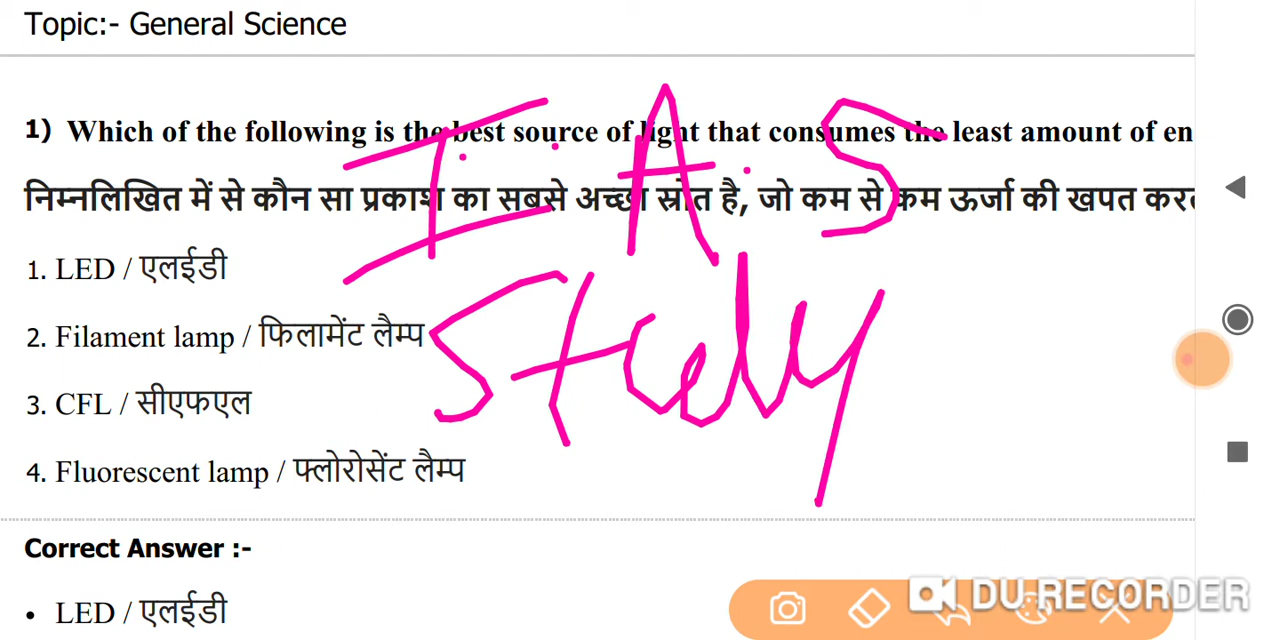 Topic:- General Science
1) Which of the following is the best source of light that consumes the least amount of en
निम्नलिखित में से कौन सा प्रकाश का सबसे अच्छा स्रोत है, जो कम से कम ऊर्जा की खपत करत
I. A. S
Study
1. LED / एलईडी
2. Filament lamp / फिलामेंट लैम्प
3. CFL / सीएफएल
4. Fluorescent lamp / फ्लोरोसेंट लैम्प
Correct Answer :-
• LED / एलईडी
DU RECORDER